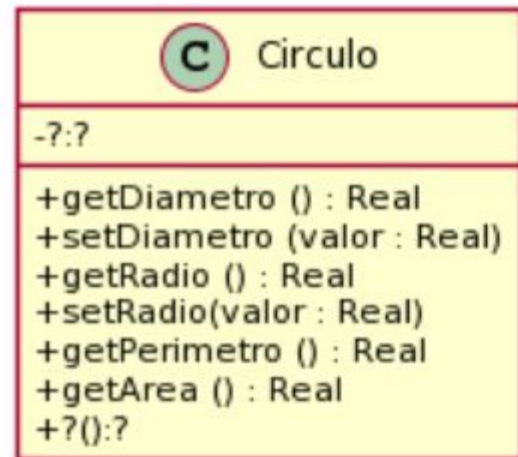 C Circulo
-?:?
+getDiametro () : Real
+setDiametro (valor : Real)
+getRadio () : Real
+setRadio(valor : Real)
+getPerimetro () : Real
+getArea () : Real
+?():?